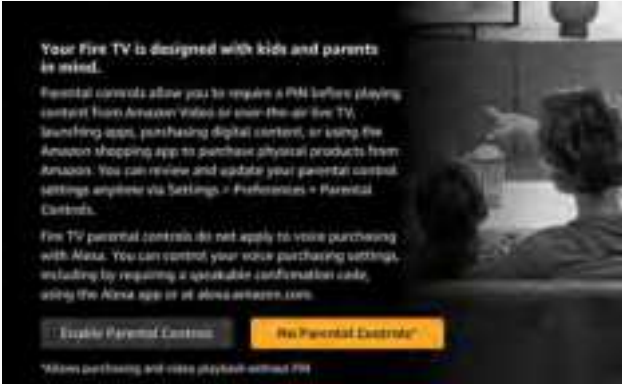 Your Fire TV is designed with kids and parents
in mind.
Parental controls allow you to require a PIN before playing
content from Amazon Video or over-the-air live TV,
launching apps, purchasing digital content, or using the
Amazon shopping app to purchase physical products from
Amazon. You can review and update your parental control
settings anytime via Settings > Preferences > Parental
Controls.
Fire TV parental controls do not apply to voice purchasing
with Alexa. You can control your voice purchasing settings,
including by requiring a speakable confirmation code,
using the Alexa app or at alexa.amazon.com.
Enable Parental Controls
No Parental Controls*
*Allows purchasing and video playback without PIN